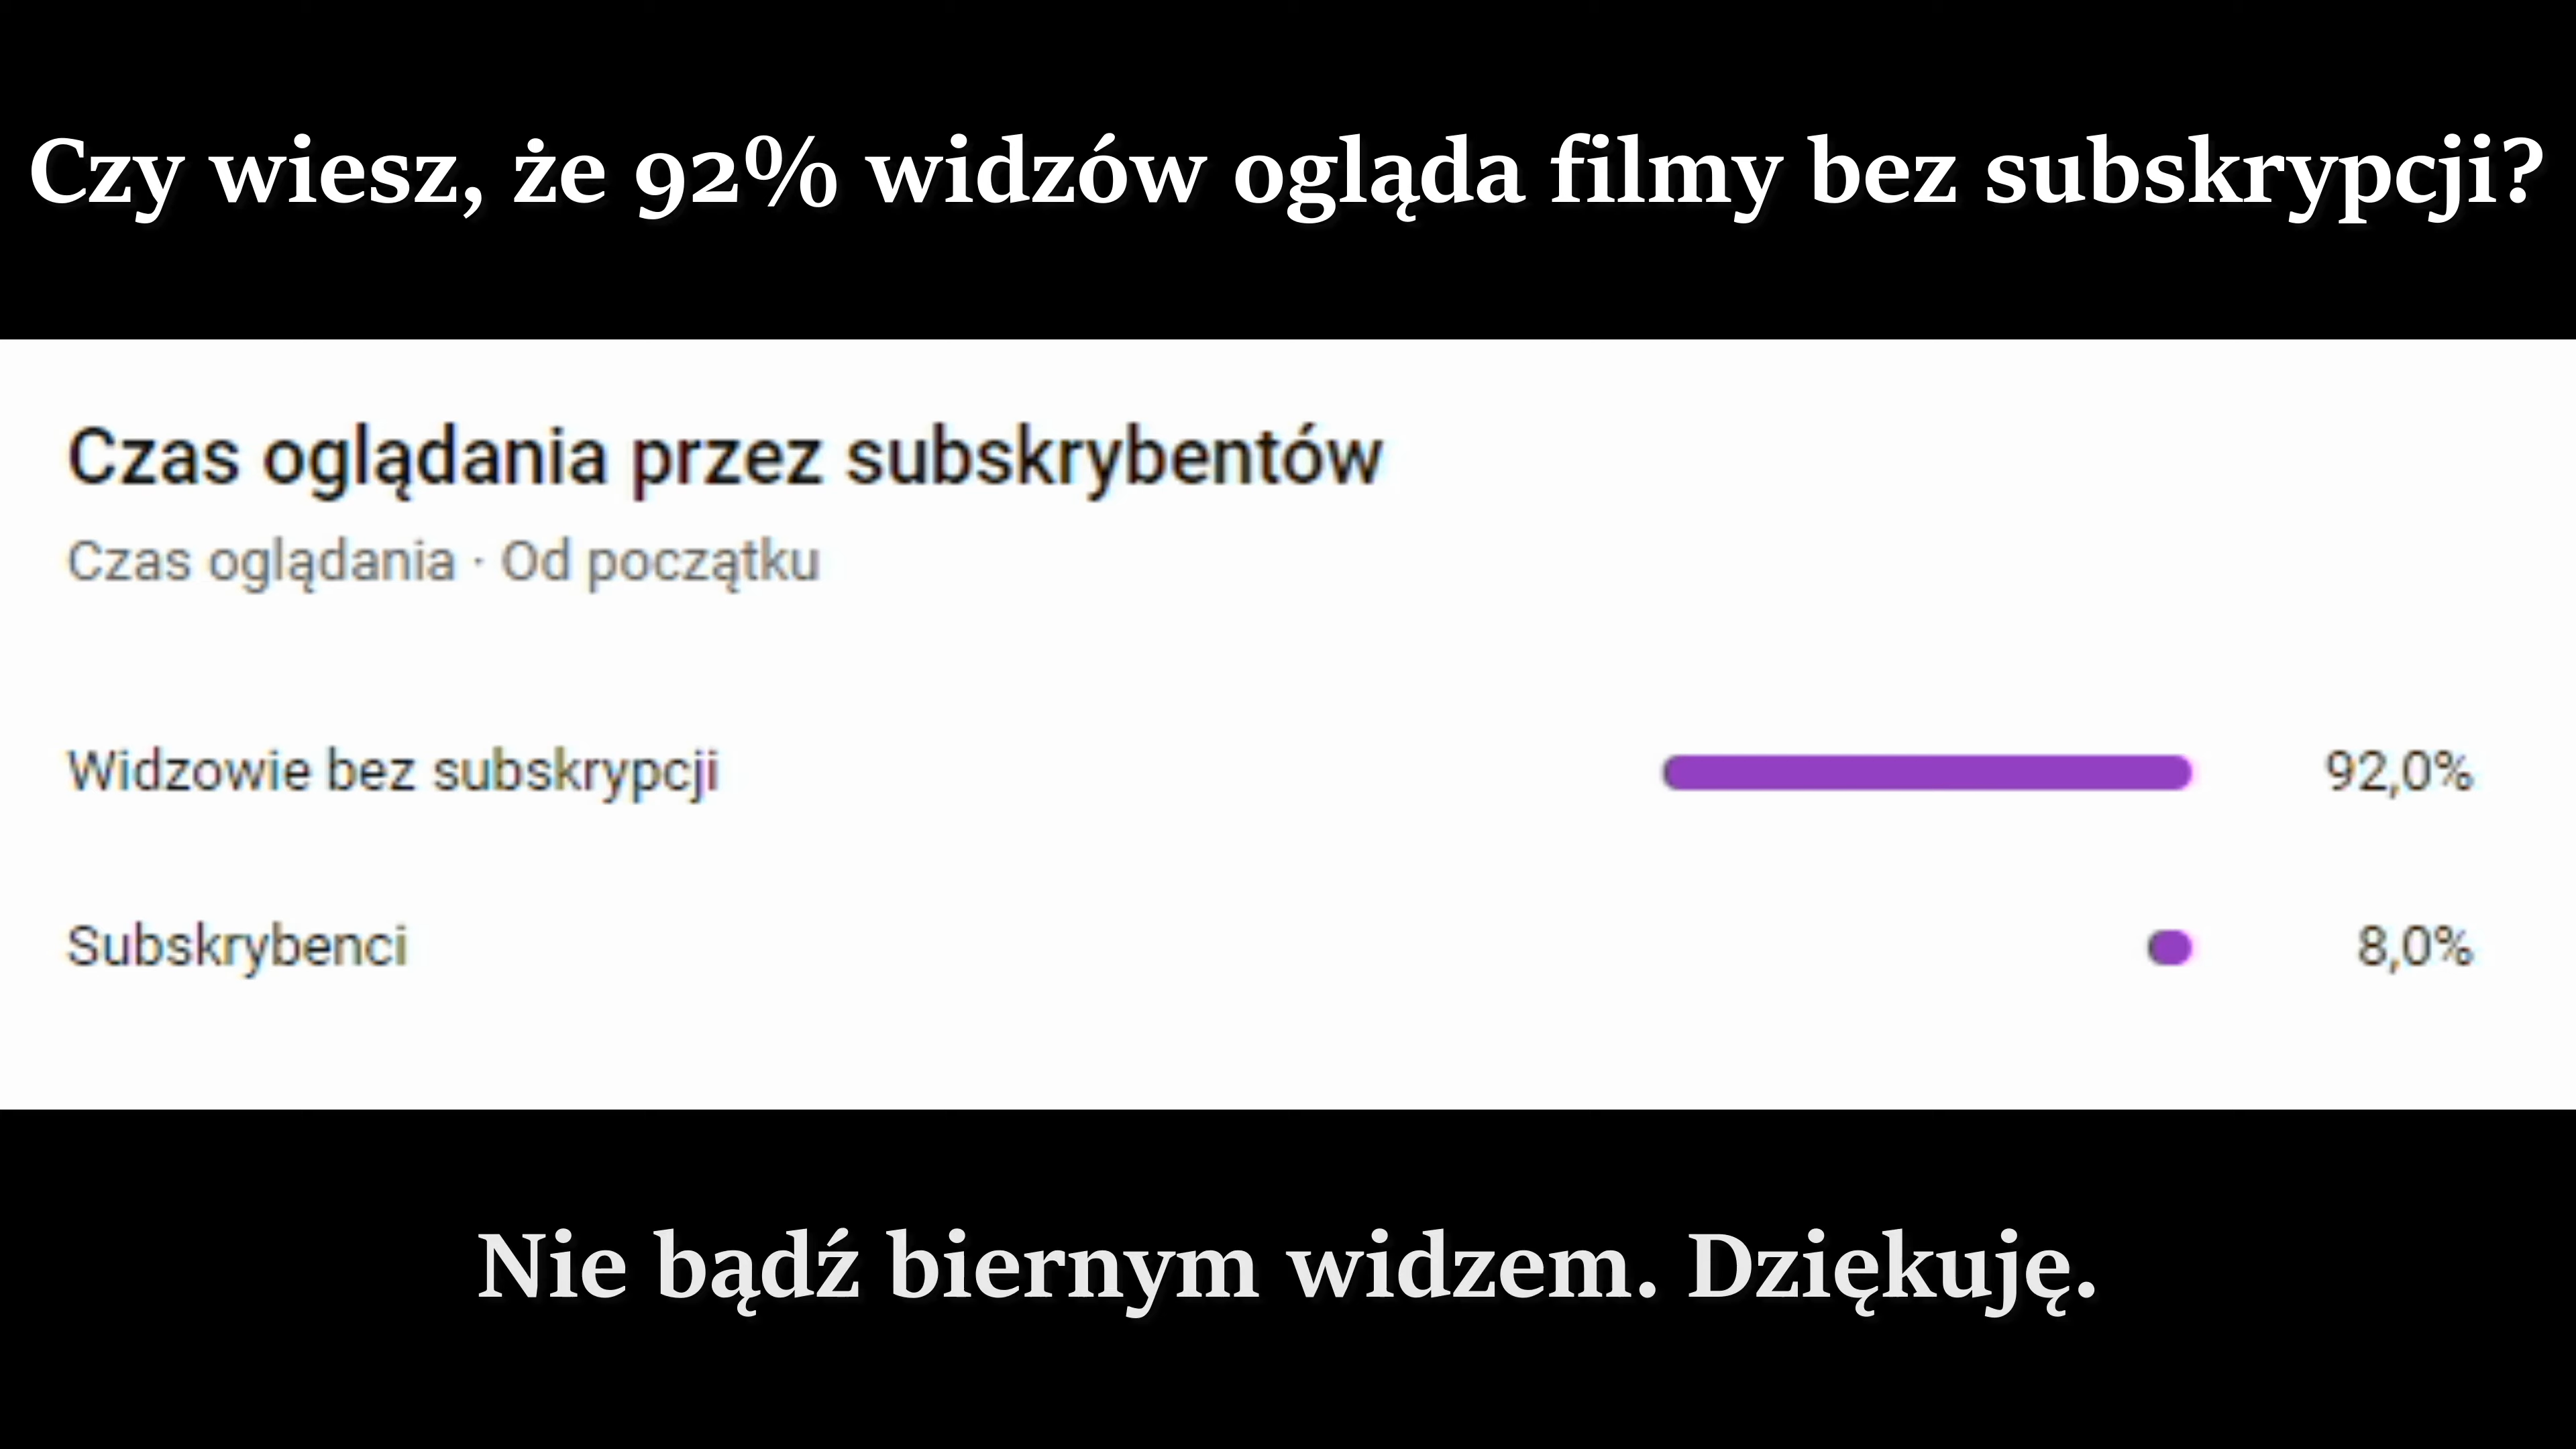 Czy wiesz, że 92% widzów ogląda filmy bez subskrypcji?
Czas oglądania przez subskrybentów
Czas oglądania · Od początku
Widzowie bez subskrypcji 92,0%
Subskrybenci 8,0%
Nie bądź biernym widzem. Dziękuję.